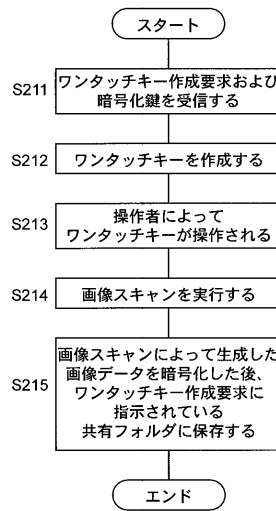 スタート
S211
ワンタッチキー作成要求および
暗号化鍵を受信する
S212
ワンタッチキーを作成する
S213
操作者によって
ワンタッチキーが操作される
S214
画像スキャンを実行する
S215
画像スキャンによって生成した
画像データを暗号化した後、
ワンタッチキー作成要求に
指示されている
共有フォルダに保存する
エンド